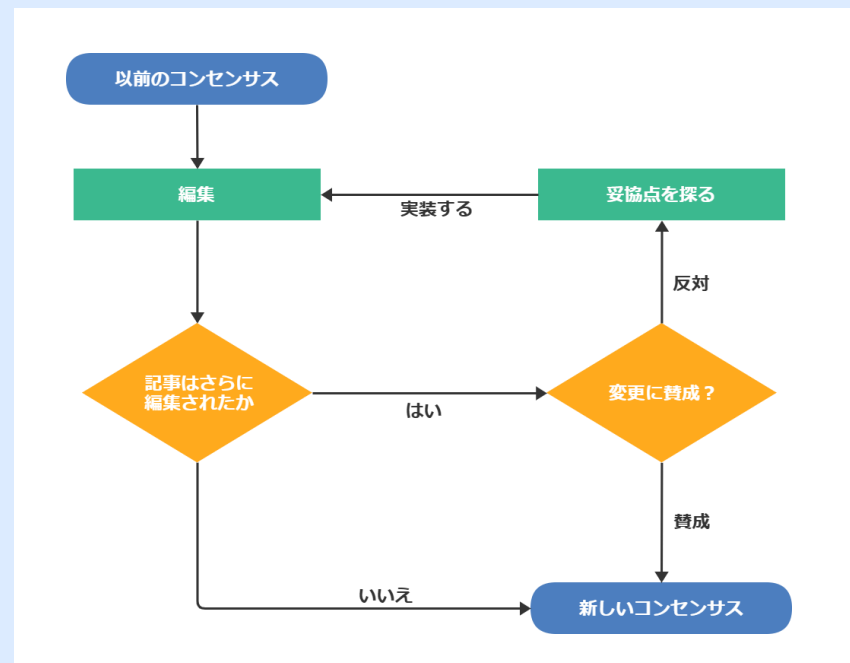 以前のコンセンサス
編集
実装する
妥協点を探る
反対
記事はさらに
編集されたか
はい
変更に賛成？
賛成
いいえ
新しいコンセンサス